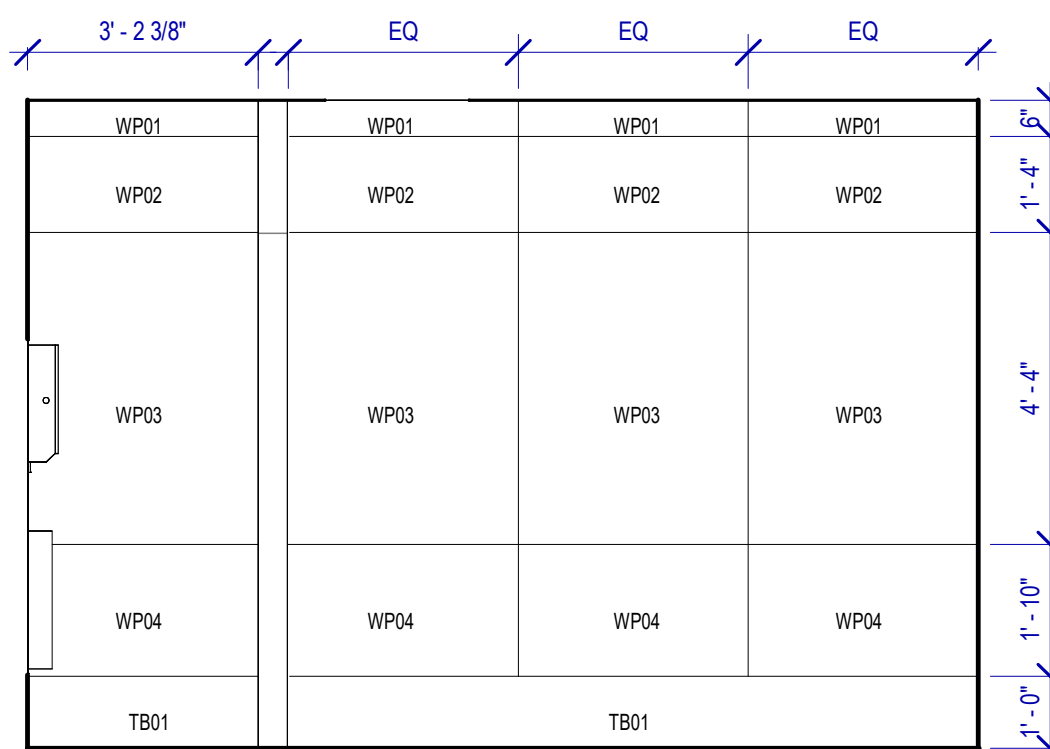 3' - 2 3/8" EQ EQ EQ
WP01 WP01 WP01 WP01 6"
WP02 WP02 WP02 WP02 1' - 4"
WP03 WP03 WP03 WP03 4' - 4"
WP04 WP04 WP04 WP04 1' - 10"
TB01 TB01 1' - 0"